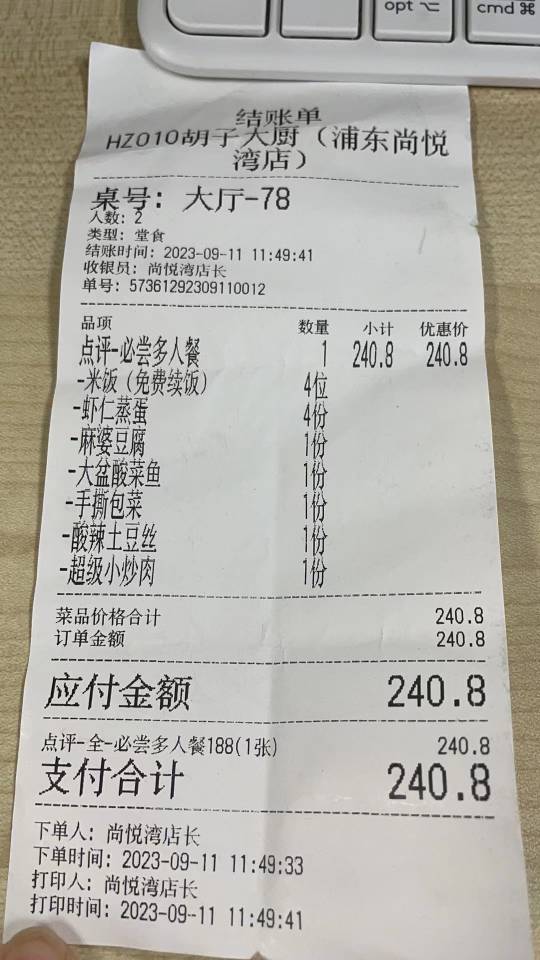 opt ⌥
cmd ⌘
结账单
HZ010胡子大厨（浦东尚悦
湾店）
桌号: 大厅-78
人数: 2
类型: 堂食
结账时间: 2023-09-11 11:49:41
收银员: 尚悦湾店长
单号: 57361292309110012
品项 数量 小计 优惠价
点评-必尝多人餐 1 240.8 240.8
-米饭（免费续饭） 4位
-虾仁蒸蛋 4份
-麻婆豆腐 1份
-大盆酸菜鱼 1份
-手撕包菜 1份
-酸辣土豆丝 1份
-超级小炒肉 1份
菜品价格合计 240.8
订单金额 240.8
应付金额 240.8
点评-全-必尝多人餐188(1张) 240.8
支付合计 240.8
下单人: 尚悦湾店长
下单时间: 2023-09-11 11:49:33
打印人: 尚悦湾店长
打印时间: 2023-09-11 11:49:41